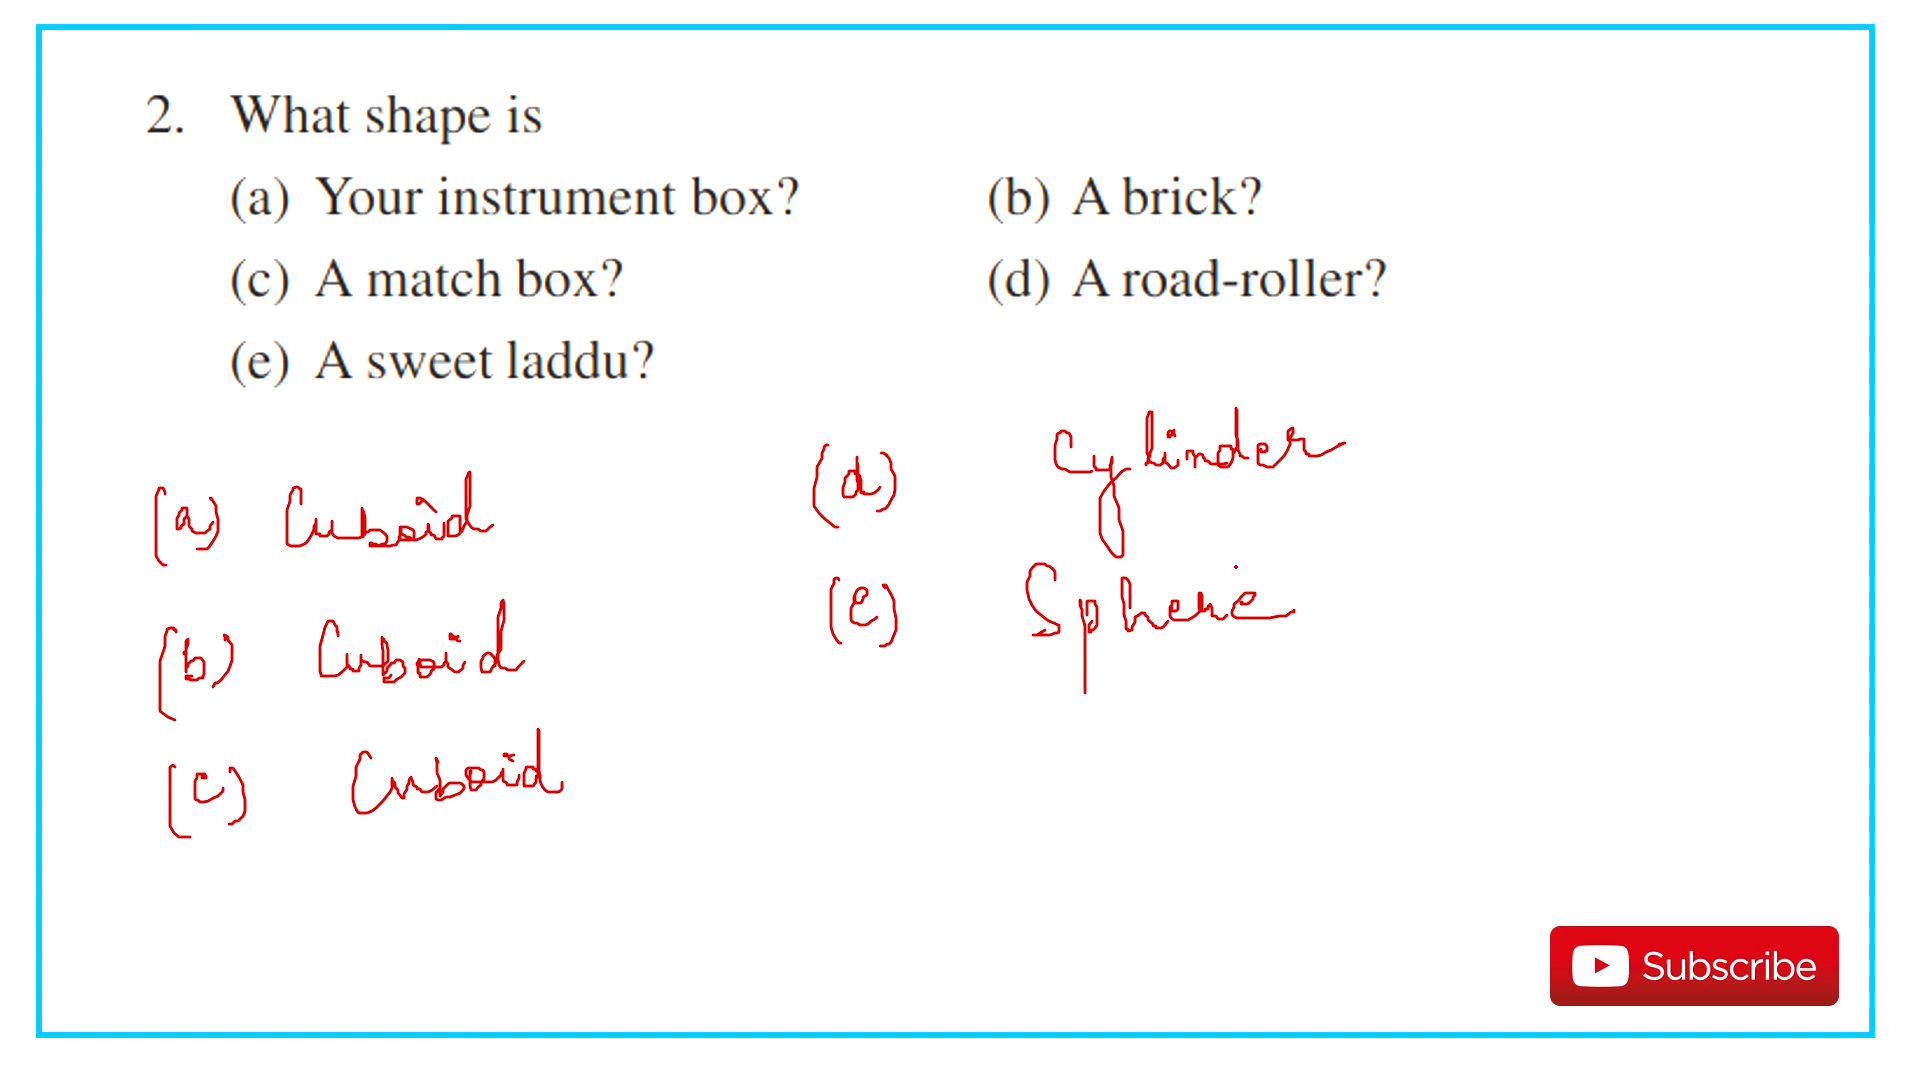 2. What shape is
(a) Your instrument box? (b) A brick?
(c) A match box? (d) A road-roller?
(e) A sweet laddu?
(a) Cuboid
(b) Cuboid
(c) Cuboid
(d) Cylinder
(e) Sphere
Subscribe